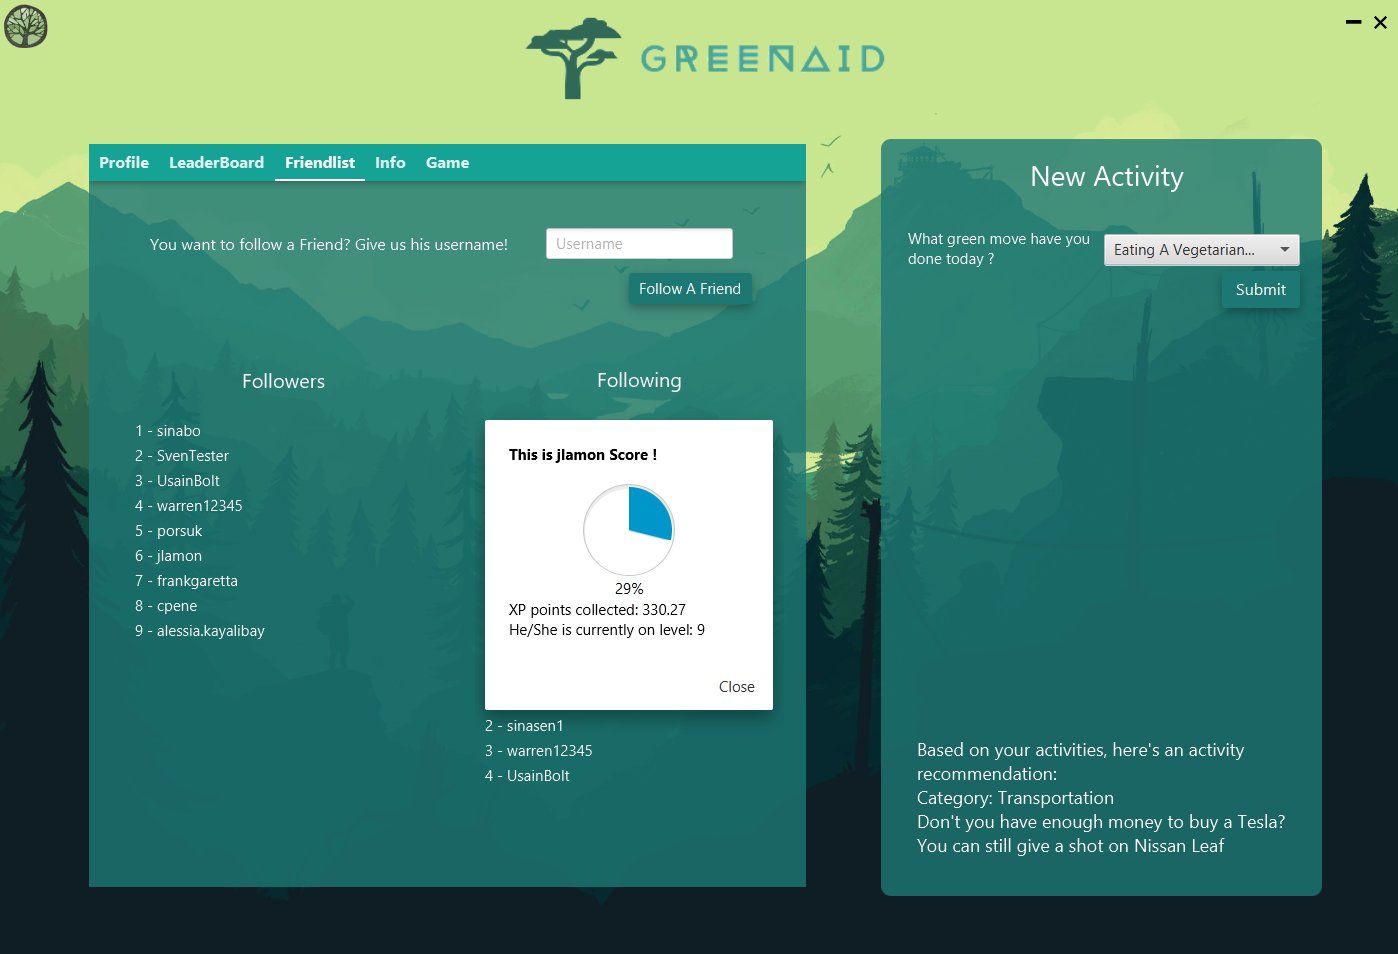 GREENAID
Profile LeaderBoard Friendlist Info Game
You want to follow a Friend? Give us his username!
Username
Follow A Friend
Followers
1 - sinabo
2 - SvenTester
3 - UsainBolt
4 - warren12345
5 - porsuk
6 - jlamon
7 - frankgaretta
8 - cpene
9 - alessia.kayalibay
Following
This is jlamon Score !
29%
XP points collected: 330.27
He/She is currently on level: 9
Close
2 - sinasen1
3 - warren12345
4 - UsainBolt
New Activity
What green move have you
done today ?
Eating A Vegetarian...
Submit
Based on your activities, here's an activity
recommendation:
Category: Transportation
Don't you have enough money to buy a Tesla?
You can still give a shot on Nissan Leaf